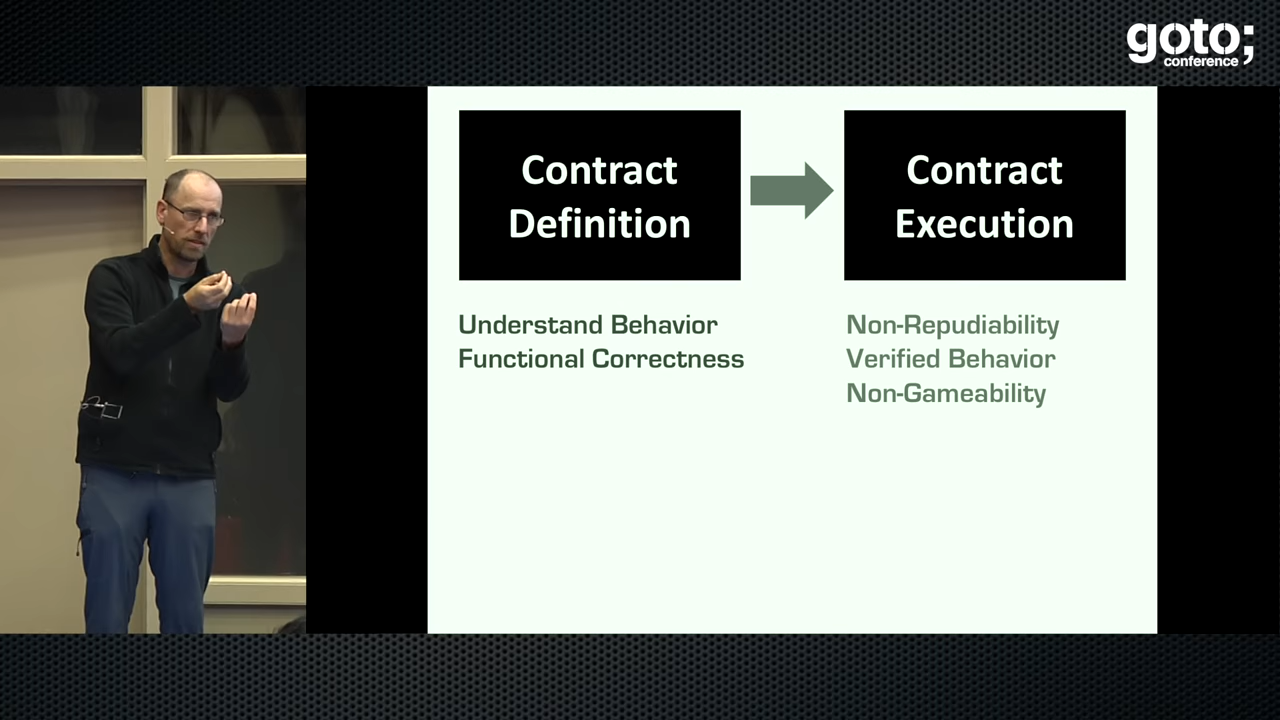 goto;
conference
Contract
Definition
Contract
Execution
Understand Behavior
Functional Correctness
Non-Repudiability
Verified Behavior
Non-Gameability